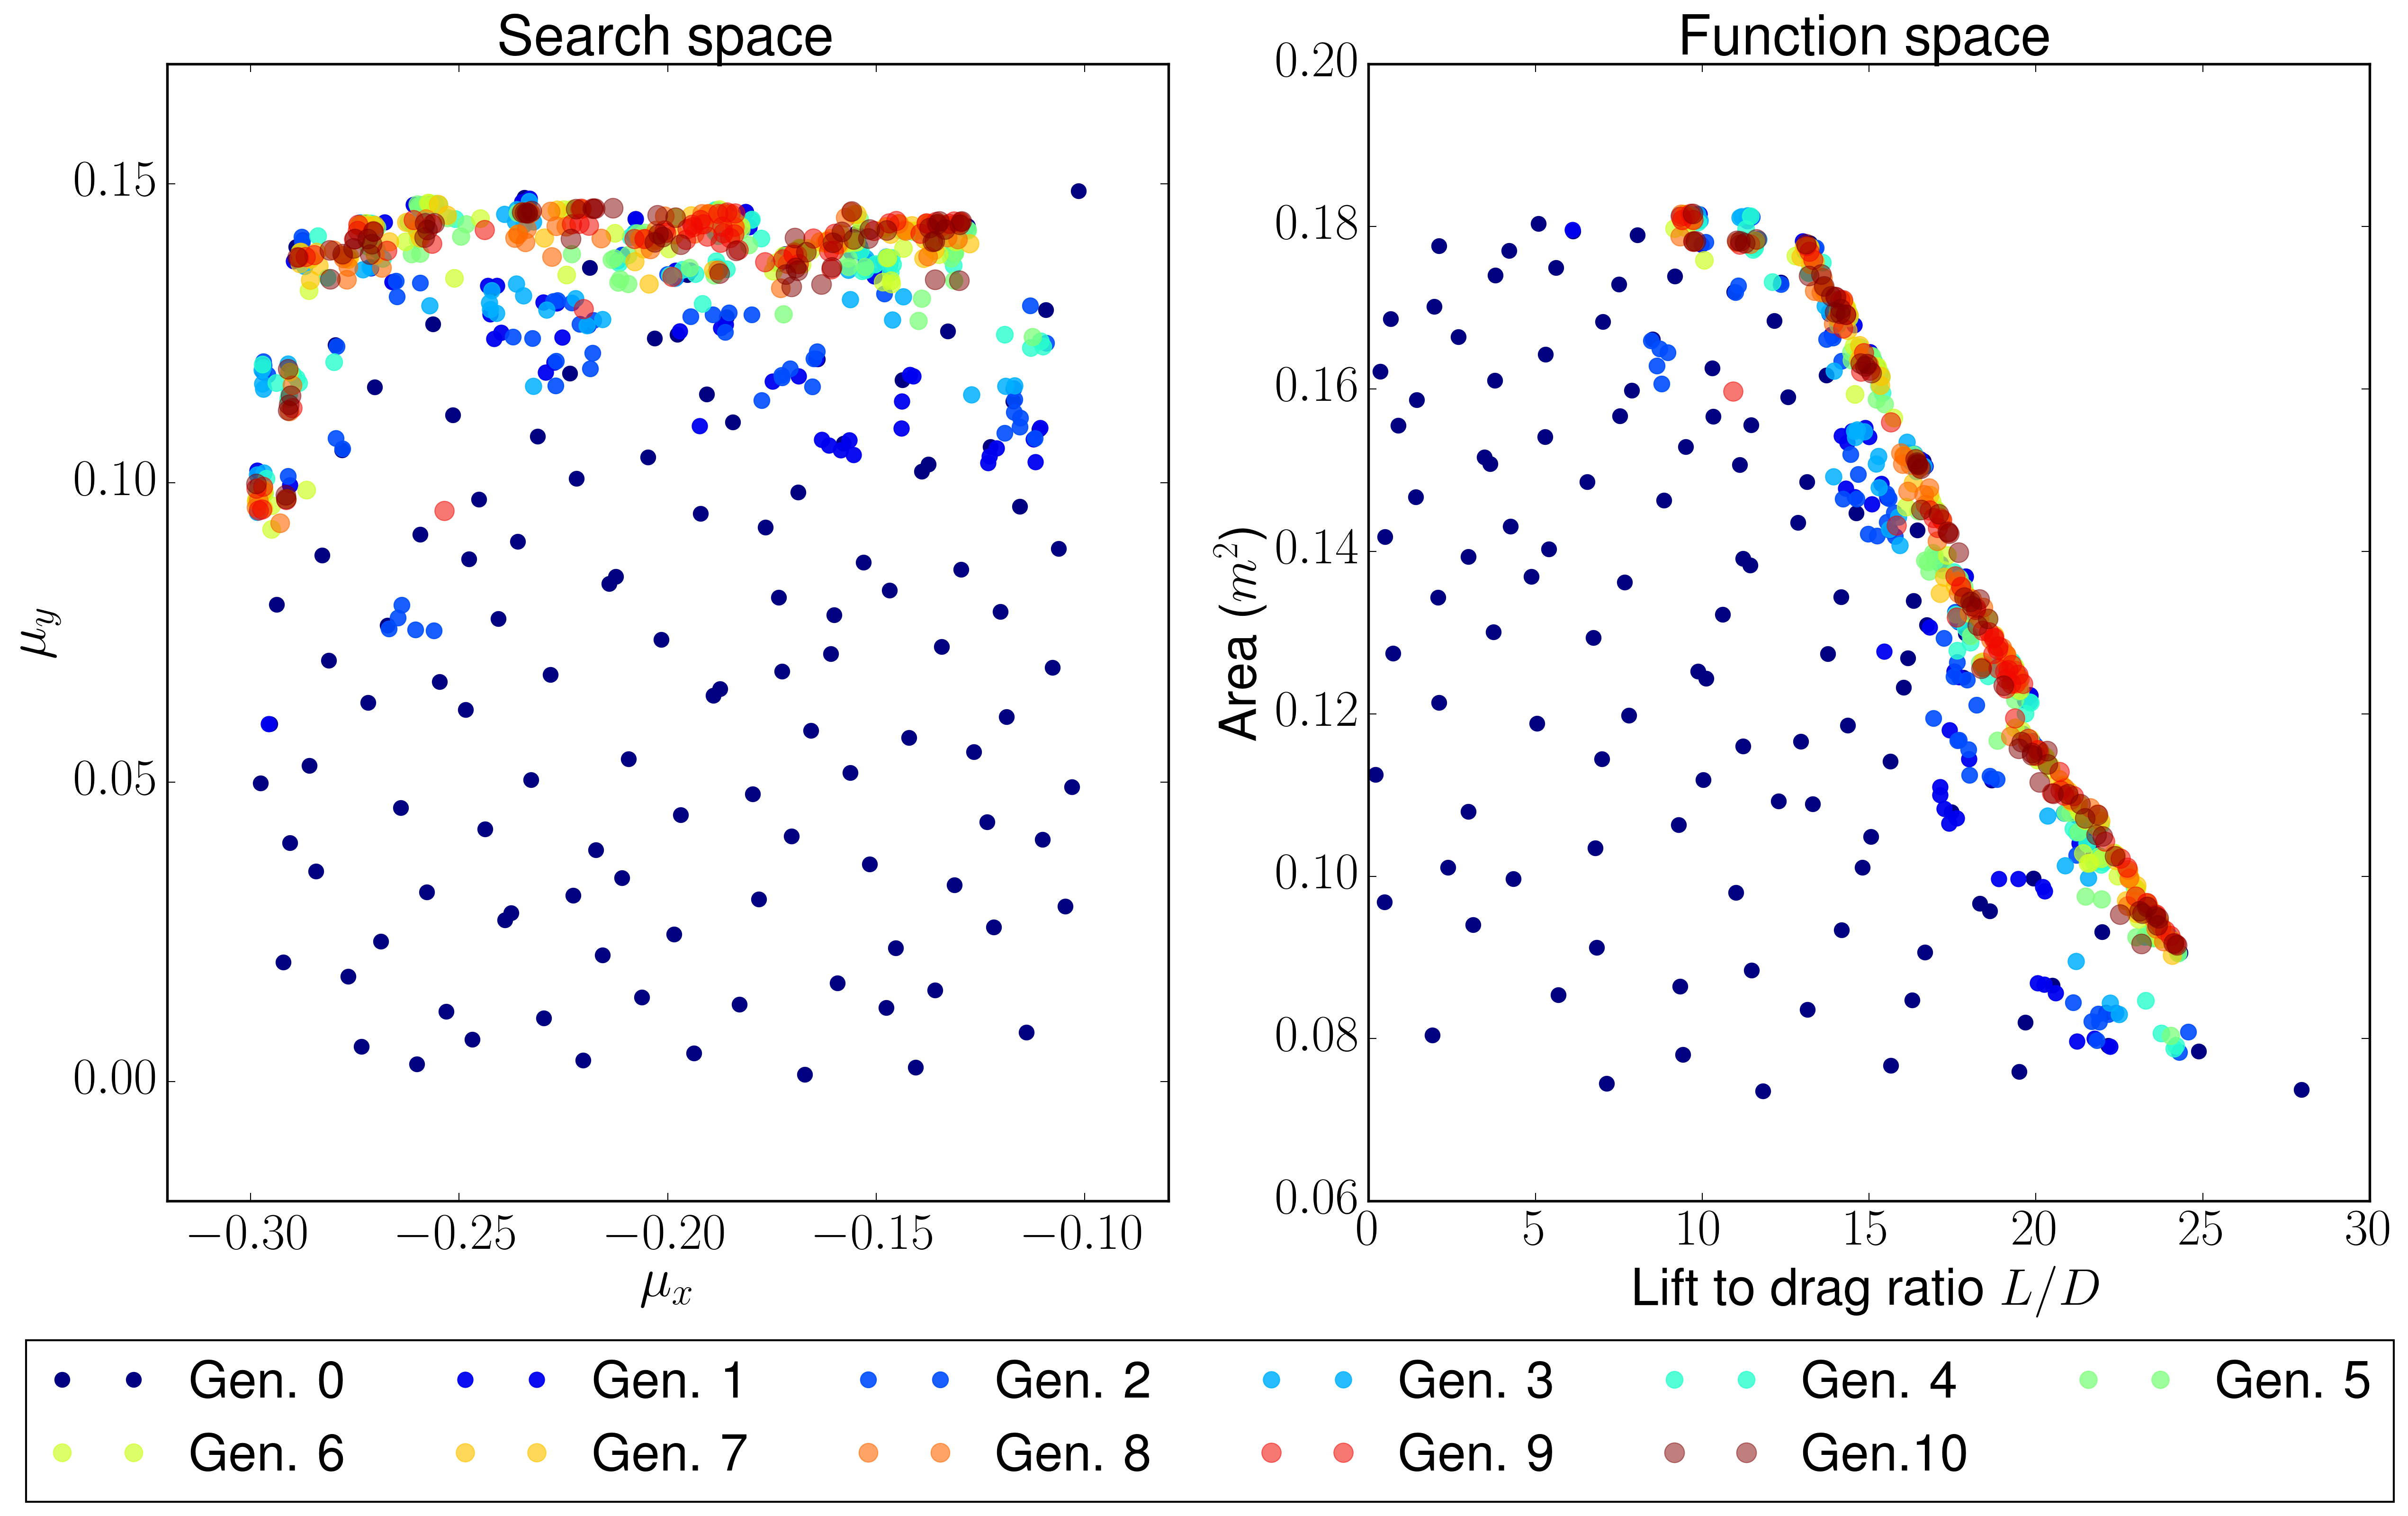 Search space
Function space
0.15
0.10
0.05
0.00
μy
−0.30 −0.25 −0.20 −0.15 −0.10
μx
0.20
0.18
0.16
0.14
0.12
0.10
0.08
0.06
Area (m²)
0 5 10 15 20 25 30
Lift to drag ratio L/D
Gen. 0 Gen. 1 Gen. 2 Gen. 3 Gen. 4 Gen. 5
Gen. 6 Gen. 7 Gen. 8 Gen. 9 Gen.10